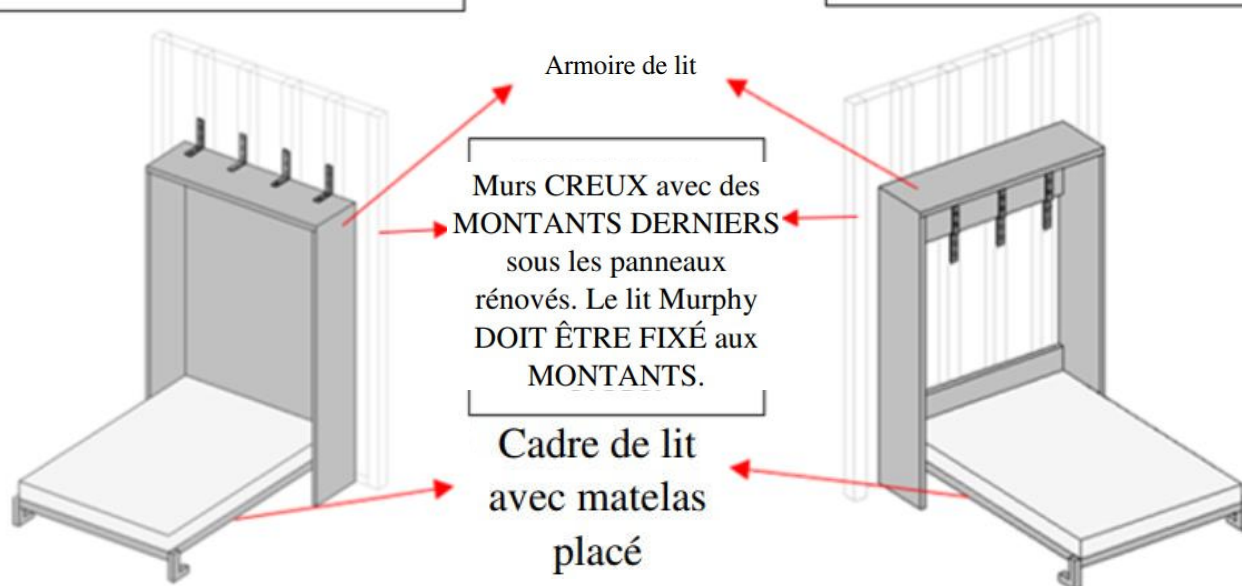 Armoire de lit
Murs CREUX avec des
MONTANTS DERNIERS
sous les panneaux
rénovés. Le lit Murphy
DOIT ÊTRE FIXÉ aux
MONTANTS.
Cadre de lit
avec matelas
placé